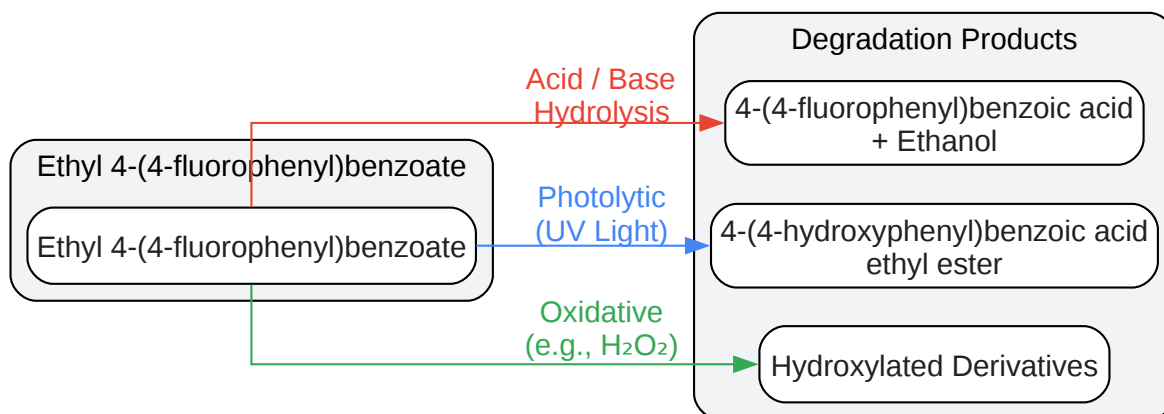 Degradation Products
Acid / Base
Hydrolysis
4-(4-fluorophenyl)benzoic acid
+ Ethanol
Ethyl 4-(4-fluorophenyl)benzoate
Ethyl 4-(4-fluorophenyl)benzoate
Photolytic
(UV Light)
4-(4-hydroxyphenyl)benzoic acid
ethyl ester
Oxidative
(e.g., H₂O₂)
Hydroxylated Derivatives